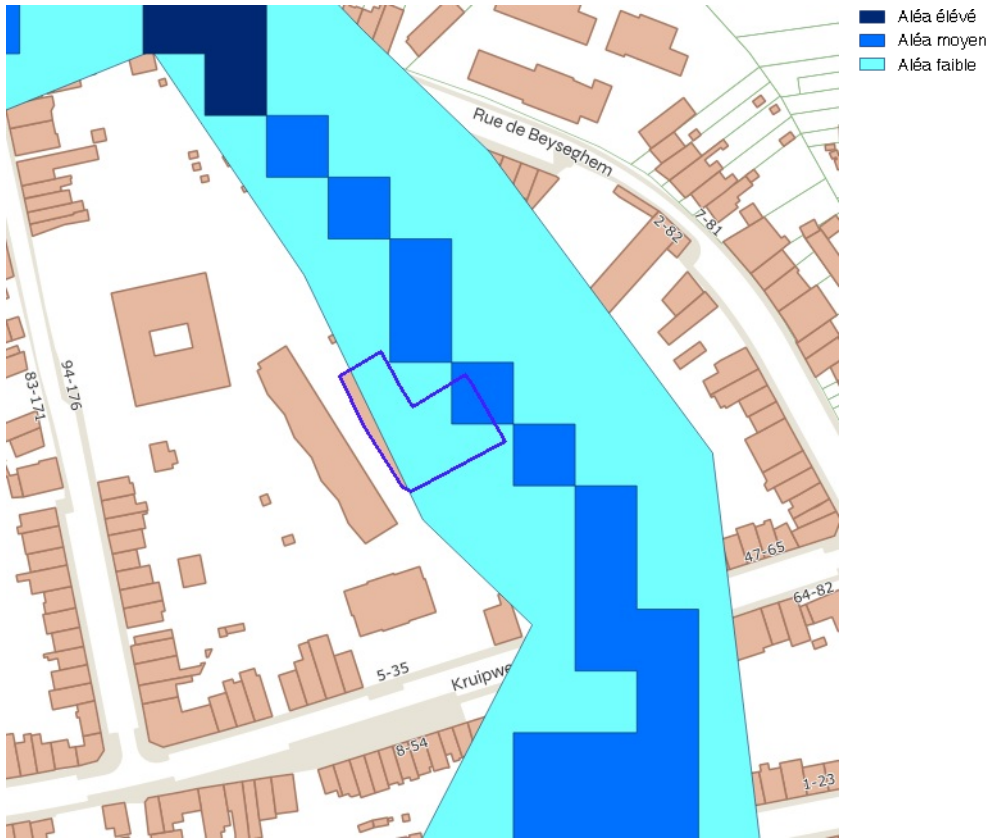 Aléa élévé
Aléa moyen
Aléa faible
Rue de Beyseghem
2-82
7-81
83-171
94-176
47-65
64-82
5-35
Kruipwe
8-54
1-23